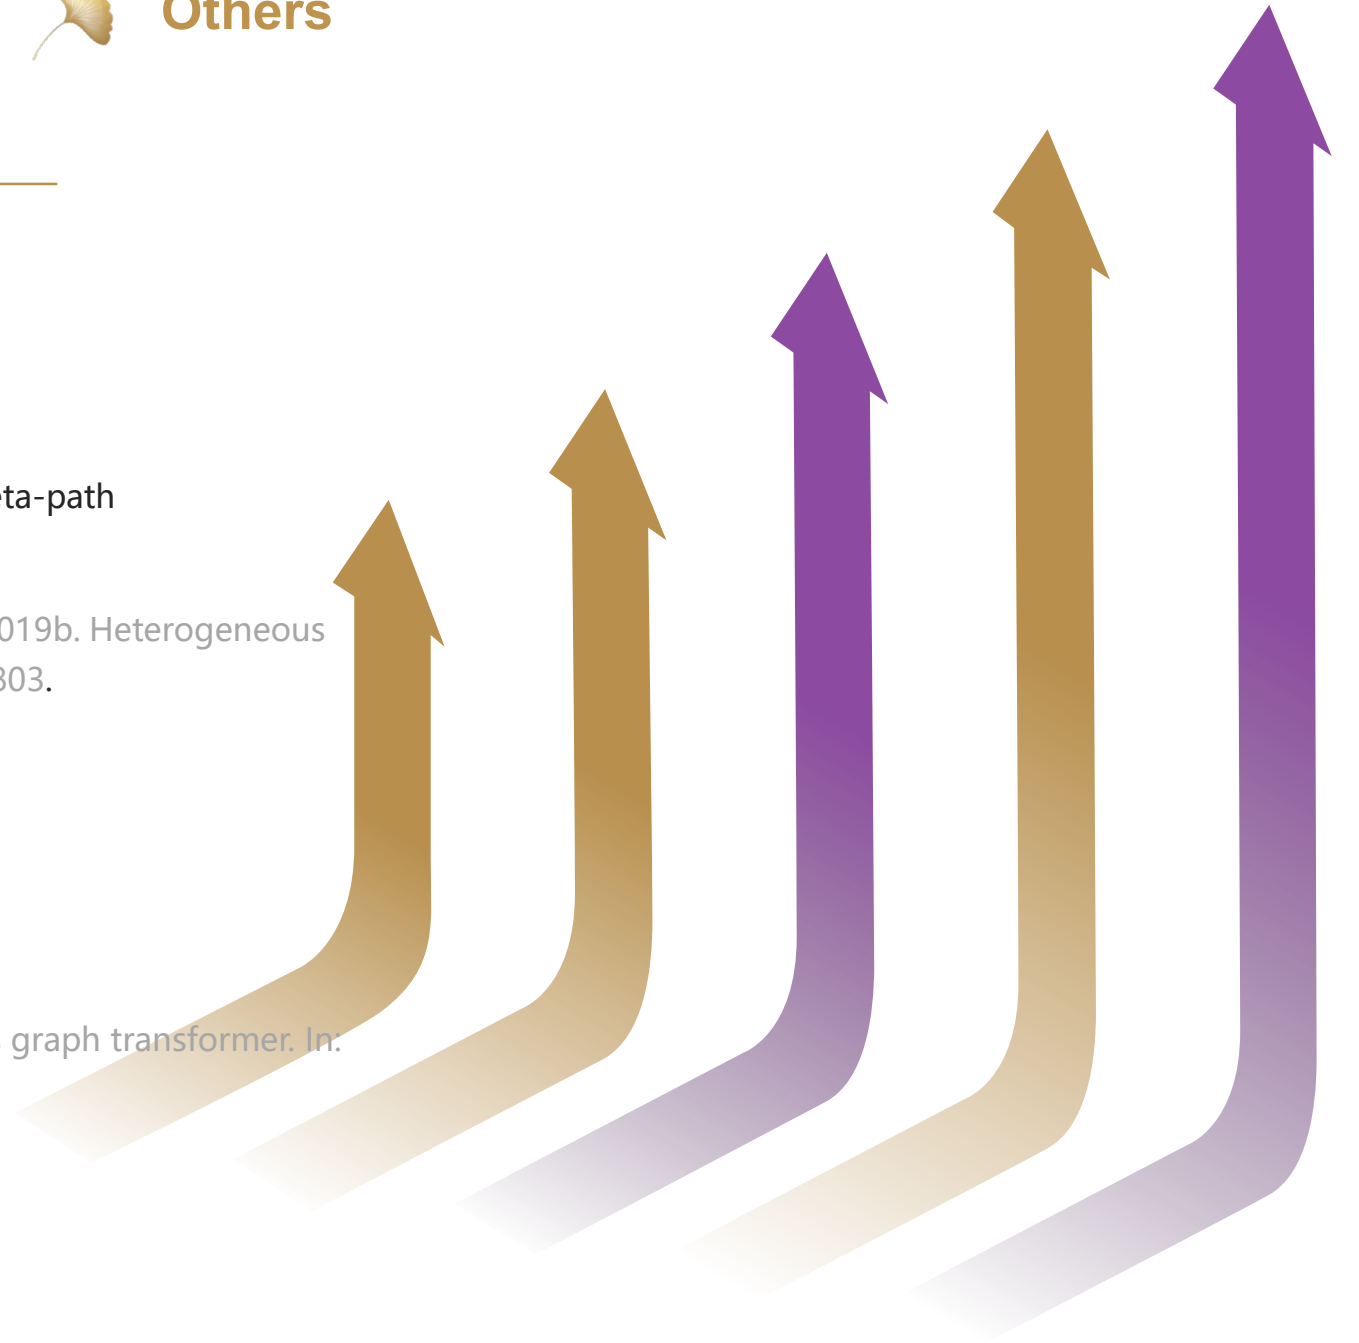 Others
eta-path
019b. Heterogeneous
303.
graph transformer. In: